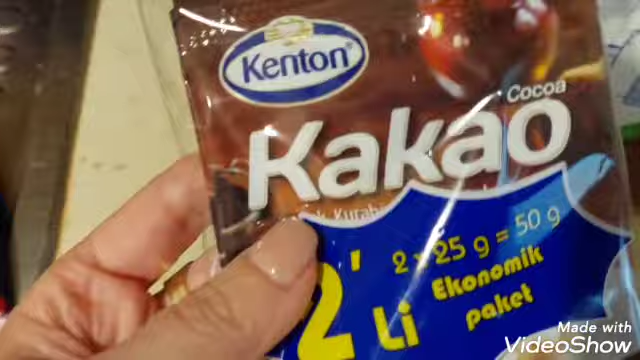 Kenton
Cocoa
Kakao
2 x 25 g = 50 g
2'Li
Ekonomik
paket
Made with
VideoShow